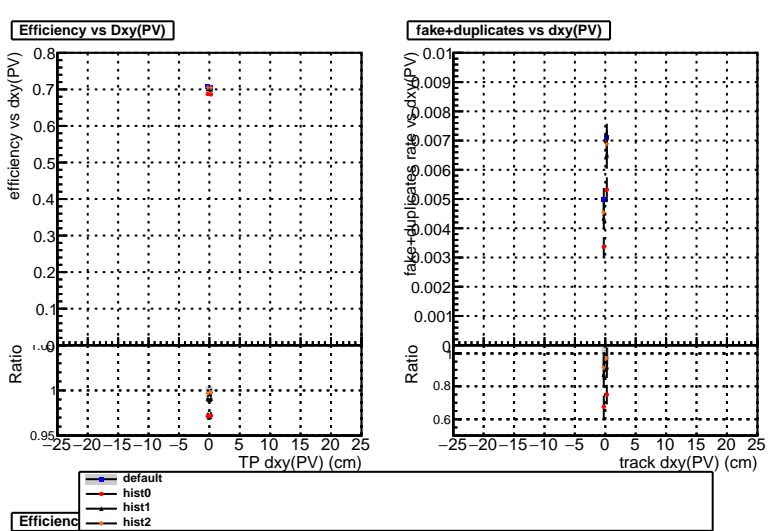 Efficiency vs Dxy(PV)
efficiency vs dxy(PV)
0.8
0.7
0.6
0.5
0.4
0.3
0.2
0.1
0
Ratio
1
0.95
−25 −20 −15 −10 −5 0 5 10 15 20 25
TP dxy(PV) (cm)
fake+duplicates vs dxy(PV)
fake+duplicates rate vs dxy(PV)
0.01
0.009
0.008
0.007
0.006
0.005
0.004
0.003
0.002
0.001
0
Ratio
1
0.8
0.6
−25 −20 −15 −10 −5 0 5 10 15 20 25
track dxy(PV) (cm)
default
hist0
hist1
hist2